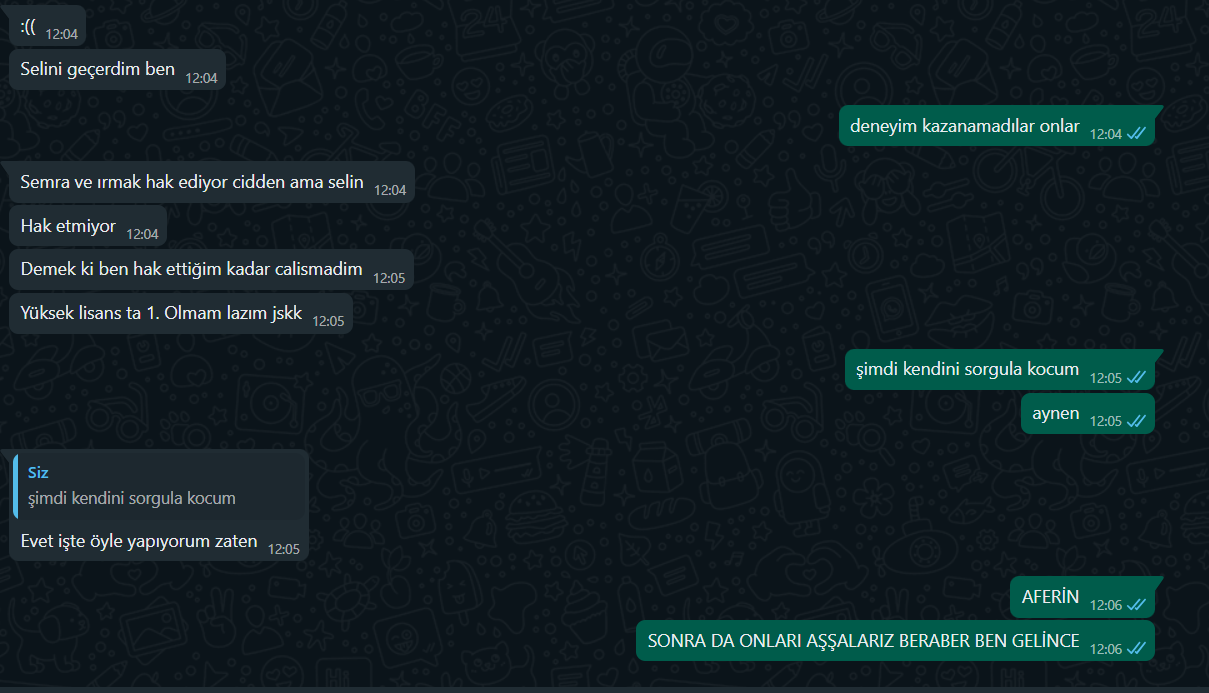 :((
12:04
Selini geçerdim ben
12:04
deneyim kazanamadılar onlar
12:04
Semra ve ırmak hak ediyor cidden ama selin
12:04
Hak etmiyor
12:04
Demek ki ben hak ettiğim kadar calismadim
12:05
Yüksek lisans ta 1. Olmam lazım jskk
12:05
şimdi kendini sorgula kocum
12:05
aynen
12:05
Siz
şimdi kendini sorgula kocum
Evet işte öyle yapıyorum zaten
12:05
AFERİN
12:06
SONRA DA ONLARI AŞŞALARIZ BERABER BEN GELİNCE
12:06